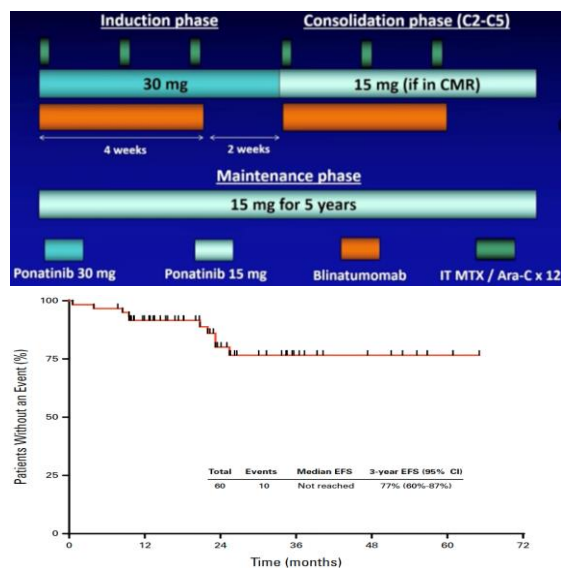 Induction phase
Consolidation phase (C2-C5)
30 mg
15 mg (if in CMR)
4 weeks
2 weeks
Maintenance phase
15 mg for 5 years
Ponatinib 30 mg
Ponatinib 15 mg
Blinatumomab
IT MTX / Ara-C x 12
Patients Without an Event (%)
100
75
50
25
0
Total Events Median EFS 3-year EFS (95% CI)
60 10 Not reached 77% (60%-87%)
0 12 24 36 48 60 72
Time (months)